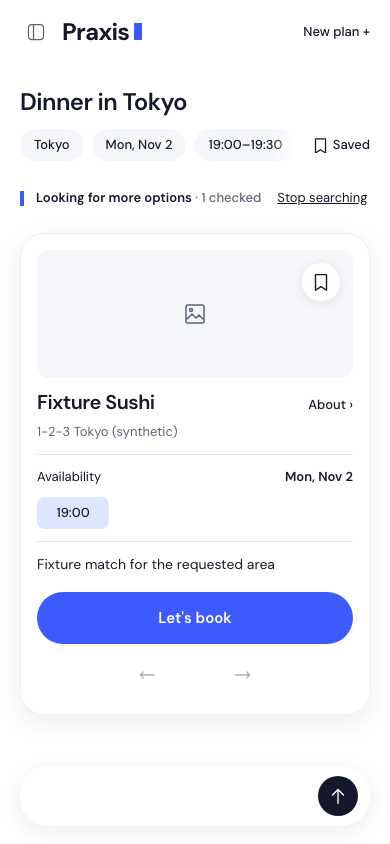 Praxis
New plan +
Dinner in Tokyo
Tokyo
Mon, Nov 2
19:00–19:30
Saved
Looking for more options · 1 checked
Stop searching
Fixture Sushi
About ›
1-2-3 Tokyo (synthetic)
Availability
Mon, Nov 2
19:00
Fixture match for the requested area
Let's book
← →